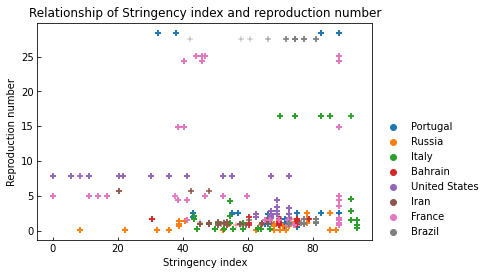 Relationship of Stringency index and reproduction number
Reproduction number
25
20
15
10
5
0
0
20
40
60
80
Stringency index
Portugal
Russia
Italy
Bahrain
United States
Iran
France
Brazil